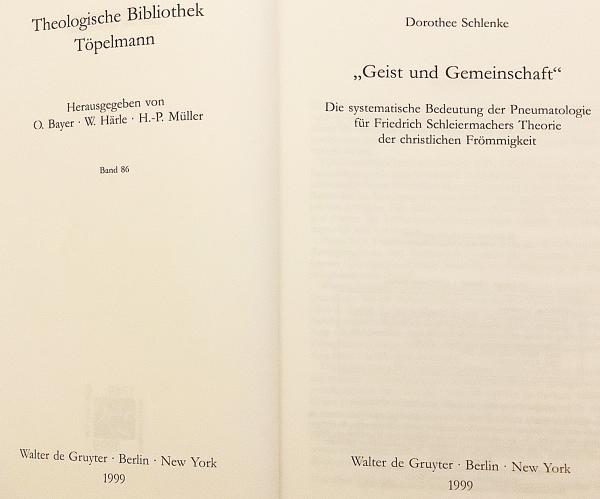 Theologische Bibliothek
Töpelmann
Herausgegeben von
O. Bayer · W. Härle · H.-P. Müller
Band 86
Walter de Gruyter · Berlin · New York
1999
Dorothee Schlenke
„Geist und Gemeinschaft“
Die systematische Bedeutung der Pneumatologie
für Friedrich Schleiermachers Theorie
der christlichen Frömmigkeit
Walter de Gruyter · Berlin · New York
1999